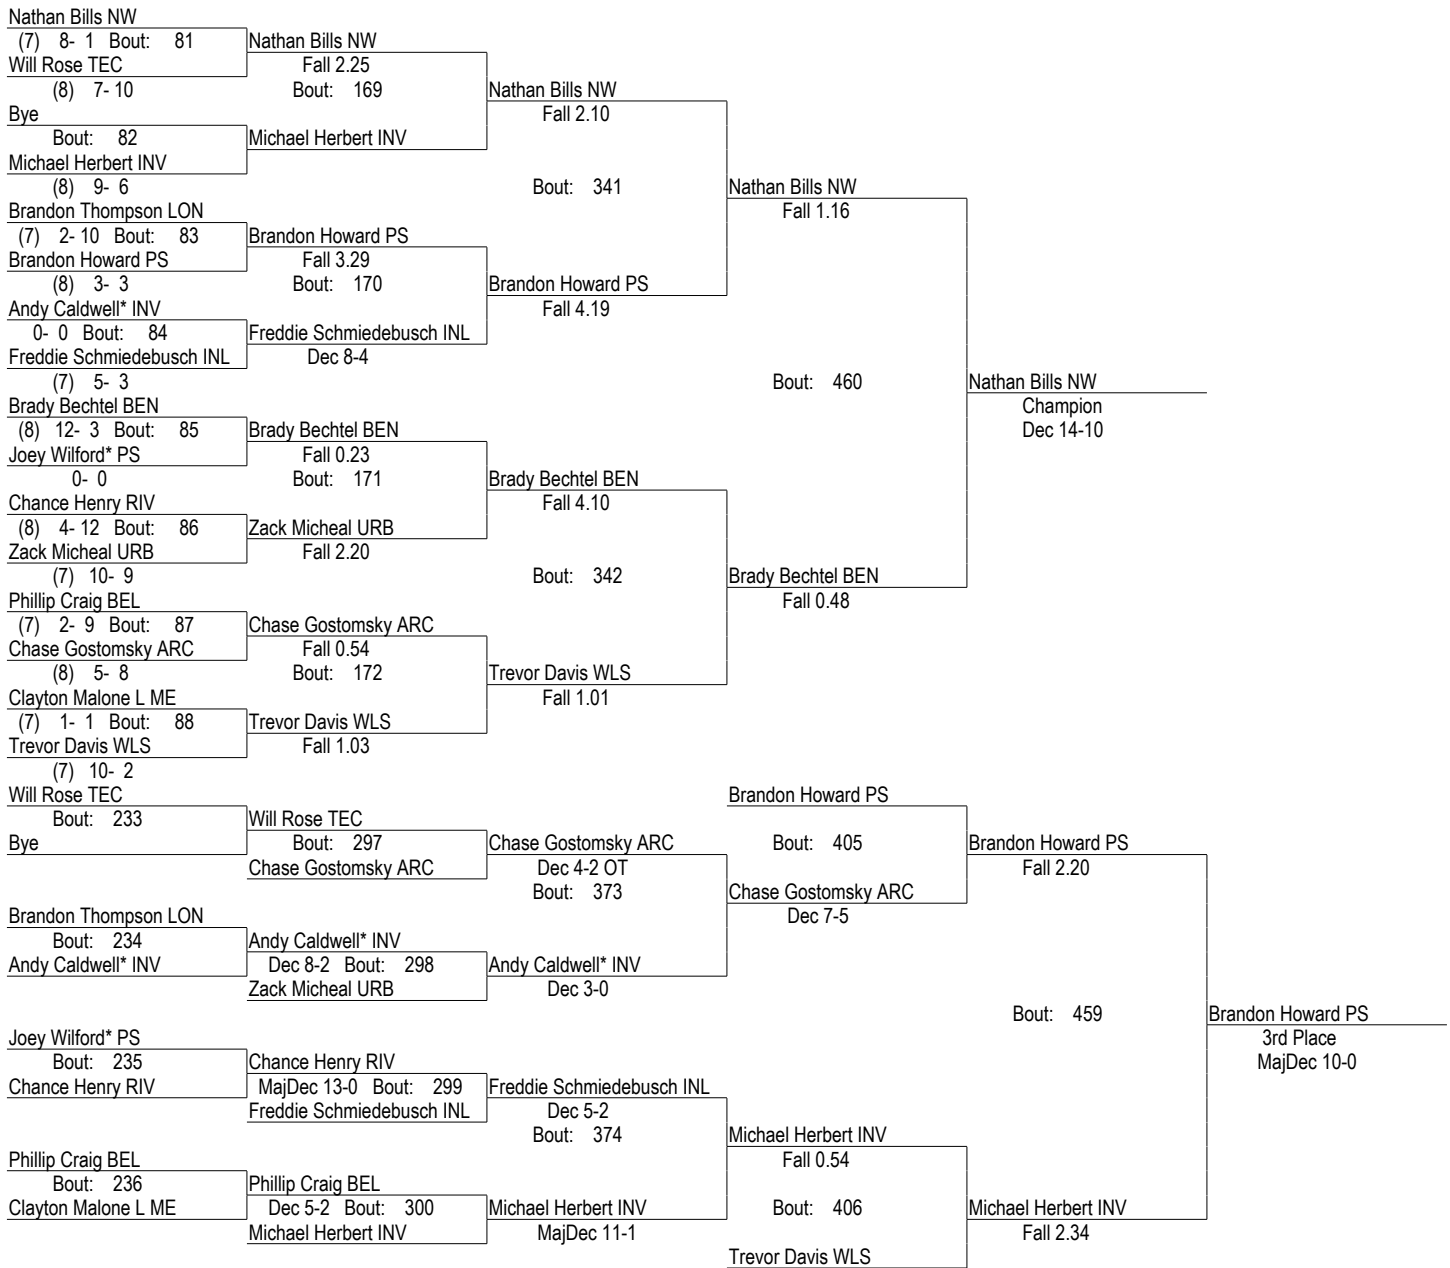 Nathan Bills NW
(7) 8- 1 Bout: 81 Nathan Bills NW
Will Rose TEC Fall 2.25
(8) 7- 10 Bout: 169 Nathan Bills NW
Bye Fall 2.10
Bout: 82 Michael Herbert INV
Michael Herbert INV
(8) 9- 6 Bout: 341 Nathan Bills NW
Brandon Thompson LON Fall 1.16
(7) 2- 10 Bout: 83 Brandon Howard PS
Brandon Howard PS Fall 3.29
(8) 3- 3 Bout: 170 Brandon Howard PS
Andy Caldwell* INV Fall 4.19
0- 0 Bout: 84 Freddie Schmiedebusch INL
Freddie Schmiedebusch INL Dec 8-4
(7) 5- 3 Bout: 460 Nathan Bills NW
Brady Bechtel BEN Champion
(8) 12- 3 Bout: 85 Brady Bechtel BEN Dec 14-10
Joey Wilford* PS Fall 0.23
0- 0 Bout: 171 Brady Bechtel BEN
Chance Henry RIV Fall 4.10
(8) 4- 12 Bout: 86 Zack Micheal URB
Zack Micheal URB Fall 2.20
(7) 10- 9 Bout: 342 Brady Bechtel BEN
Phillip Craig BEL Fall 0.48
(7) 2- 9 Bout: 87 Chase Gostomsky ARC
Chase Gostomsky ARC Fall 0.54
(8) 5- 8 Bout: 172 Trevor Davis WLS
Clayton Malone L ME Fall 1.01
(7) 1- 1 Bout: 88 Trevor Davis WLS
Trevor Davis WLS Fall 1.03
(7) 10- 2
Will Rose TEC Brandon Howard PS
Bout: 233 Will Rose TEC
Bye Bout: 297 Chase Gostomsky ARC Bout: 405 Brandon Howard PS
Chase Gostomsky ARC Dec 4-2 OT Fall 2.20
Bout: 373 Chase Gostomsky ARC
Brandon Thompson LON Dec 7-5
Bout: 234 Andy Caldwell* INV
Andy Caldwell* INV Dec 8-2 Bout: 298 Andy Caldwell* INV
Zack Micheal URB Dec 3-0
Bout: 459 Brandon Howard PS
Joey Wilford* PS 3rd Place
Bout: 235 Chance Henry RIV MajDec 10-0
Chance Henry RIV MajDec 13-0 Bout: 299 Freddie Schmiedebusch INL
Freddie Schmiedebusch INL Dec 5-2
Bout: 374 Michael Herbert INV
Phillip Craig BEL Fall 0.54
Bout: 236 Phillip Craig BEL
Clayton Malone L ME Dec 5-2 Bout: 300 Michael Herbert INV Bout: 406 Michael Herbert INV
Michael Herbert INV MajDec 11-1 Fall 2.34
Trevor Davis WLS